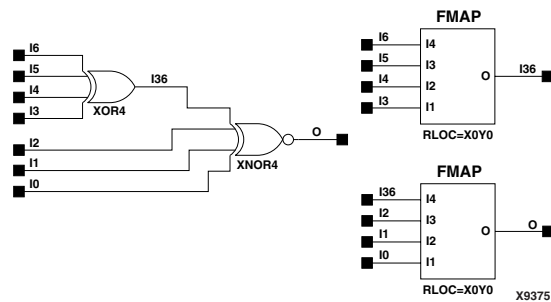 I6
I5
I4
I3
I36
XOR4
I2
I1
I0
O
XNOR4
FMAP
I6 I4
I5 I3
I4 I2
I3 I1
O I36
RLOC=X0Y0
FMAP
I36 I4
I2 I3
I1 I2
I0 I1
O O
RLOC=X0Y0
X9375